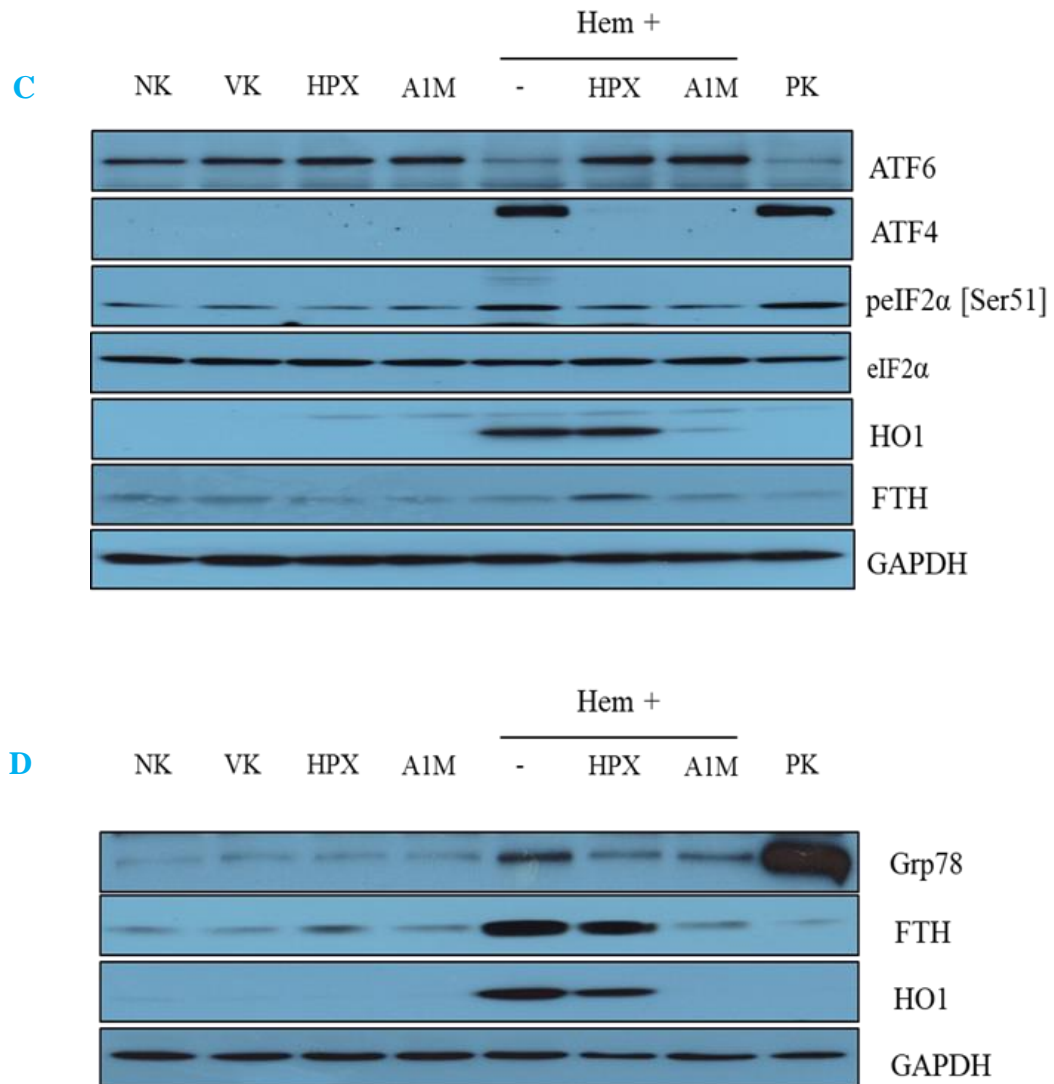 Hem +
C NK VK HPX A1M - HPX A1M PK
ATF6
ATF4
peIF2α [Ser51]
eIF2α
HO1
FTH
GAPDH
Hem +
D NK VK HPX A1M - HPX A1M PK
Grp78
FTH
HO1
GAPDH